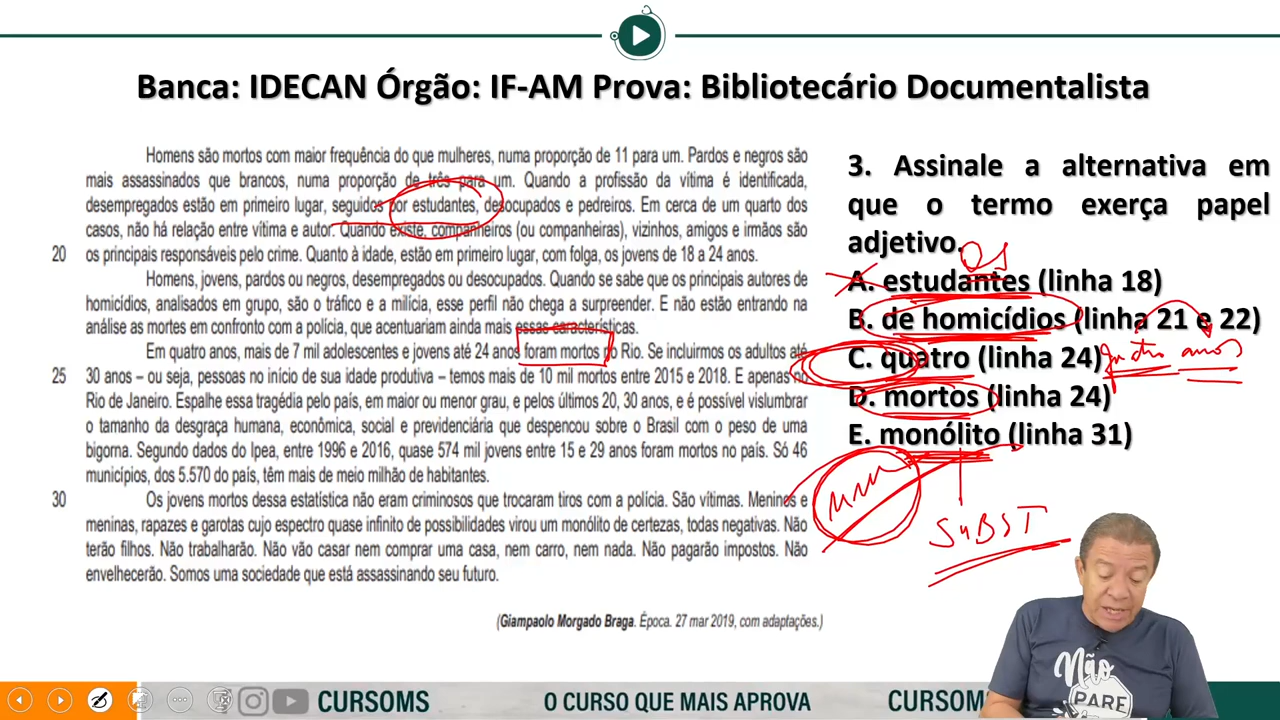 Banca: IDECAN Órgão: IF-AM Prova: Bibliotecário Documentalista
Homens são mortos com maior frequência do que mulheres, numa proporção de 11 para um. Pardos e negros são
mais assassinados que brancos, numa proporção de três para um. Quando a profissão da vítima é identificada,
desempregados estão em primeiro lugar, seguidos por estudantes, desocupados e pedreiros. Em cerca de um quarto dos
casos, não há relação entre vítima e autor. Quando existe, companheiros (ou companheiras), vizinhos, amigos e irmãos são
20 os principais responsáveis pelo crime. Quanto à idade, estão em primeiro lugar, com folga, os jovens de 18 a 24 anos.
Homens, jovens, pardos ou negros, desempregados ou desocupados. Quando se sabe que os principais autores de
homicídios, analisados em grupo, são o tráfico e a milícia, esse perfil não chega a surpreender. E não estão entrando na
análise as mortes em confronto com a polícia, que acentuariam ainda mais essas características.
Em quatro anos, mais de 7 mil adolescentes e jovens até 24 anos foram mortos no Rio. Se incluirmos os adultos até
25 30 anos – ou seja, pessoas no início de sua idade produtiva – temos mais de 10 mil mortos entre 2015 e 2018. E apenas no
Rio de Janeiro. Espalhe essa tragédia pelo país, em maior ou menor grau, e pelos últimos 20, 30 anos, e é possível vislumbrar
o tamanho da desgraça humana, econômica, social e previdenciária que despencou sobre o Brasil com o peso de uma
bigorna. Segundo dados do Ipea, entre 1996 e 2016, quase 574 mil jovens entre 15 e 29 anos foram mortos no país. Só 46
municípios, dos 5.570 do país, têm mais de meio milhão de habitantes.
30 Os jovens mortos dessa estatística não eram criminosos que trocaram tiros com a polícia. São vítimas. Meninos e
meninas, rapazes e garotas cujo espectro quase infinito de possibilidades virou um monólito de certezas, todas negativas. Não
terão filhos. Não trabalharão. Não vão casar nem comprar uma casa, nem carro, nem nada. Não pagarão impostos. Não
envelhecerão. Somos uma sociedade que está assassinando seu futuro.
(Giampaolo Morgado Braga. Época. 27 mar 2019, com adaptações.)
3. Assinale a alternativa em
que o termo exerça papel
adjetivo.
OS
A. estudantes (linha 18)
B. de homicídios (linha 21 e 22)
C. quatro (linha 24) quatro anos
D. mortos (linha 24)
E. monólito (linha 31)
um
SUBST
Não
PARE
CURSOMS
O CURSO QUE MAIS APROVA
CURSOMS